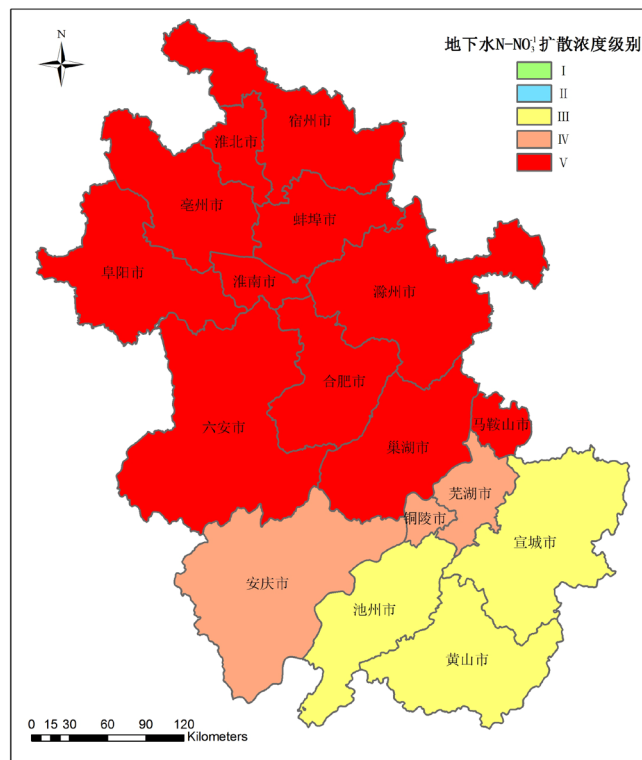 N
地下水N-NO₃⁻¹扩散浓度级别
I
II
III
IV
V
宿州市
淮北市
亳州市
蚌埠市
阜阳市
淮南市
滁州市
合肥市
六安市
巢湖市
马鞍山市
芜湖市
铜陵市
宣城市
安庆市
池州市
黄山市
0 15 30 60 90 120
Kilometers